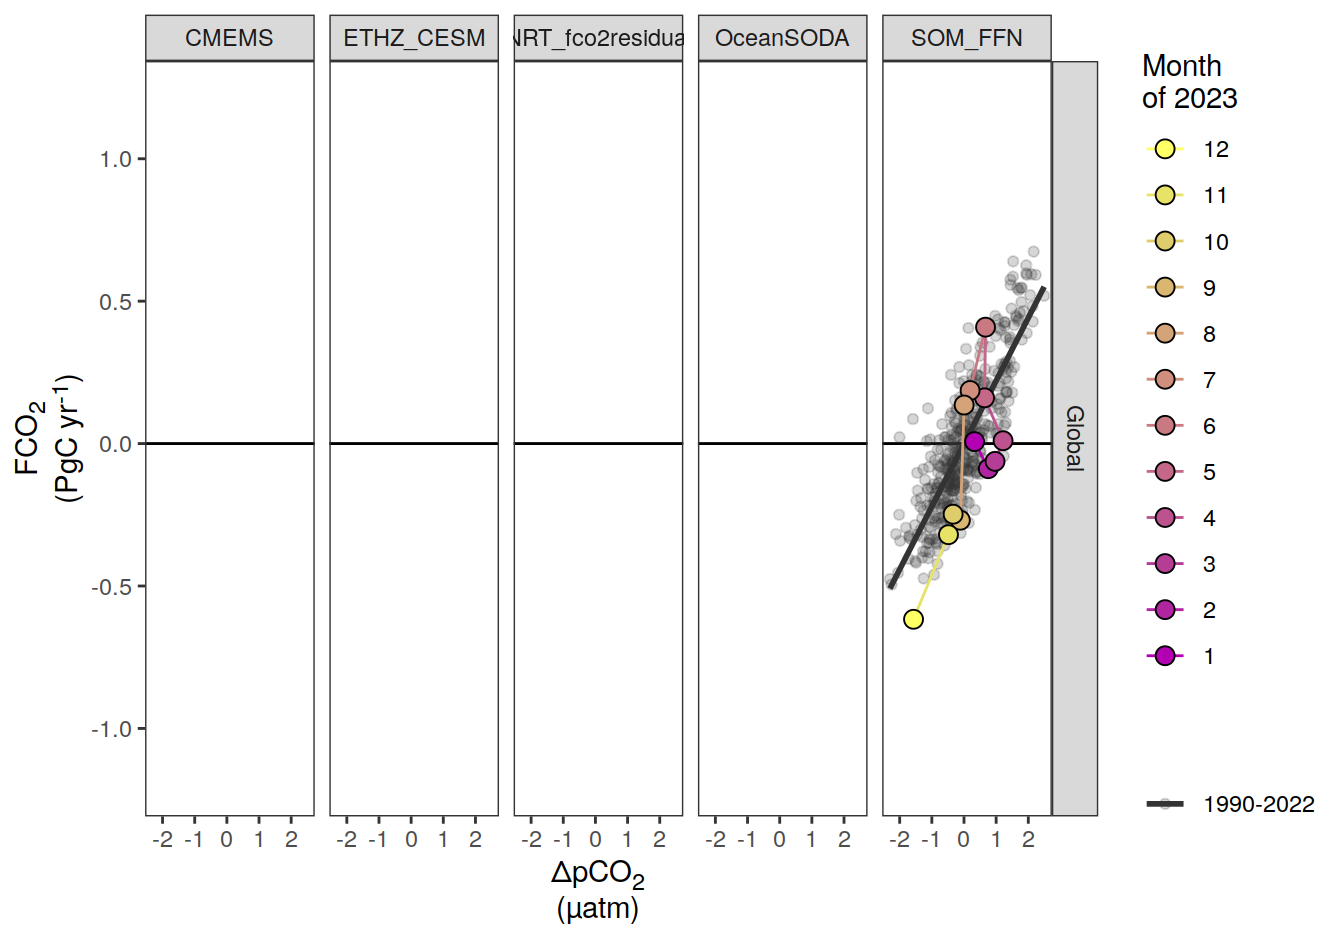 CMEMS ETHZ_CESM NRT_fco2residua OceanSODA SOM_FFN
Month
of 2023
12
11
10
9
8
7
6
5
4
3
2
1
1990-2022
1.0
0.5
0.0
-0.5
-1.0
FCO₂
(PgC yr⁻¹)
Global
-2 -1 0 1 2 -2 -1 0 1 2 -2 -1 0 1 2 -2 -1 0 1 2 -2 -1 0 1 2
ΔpCO₂
(µatm)